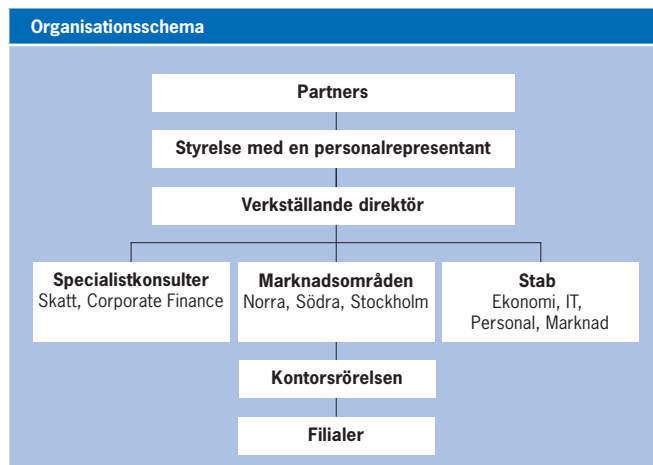 Organisationsschema
Partners
Styrelse med en personalrepresentant
Verkställande direktör
Specialistkonsulter
Skatt, Corporate Finance
Marknadsområden
Norra, Södra, Stockholm
Stab
Ekonomi, IT,
Personal, Marknad
Kontorsrörelsen
Filialer